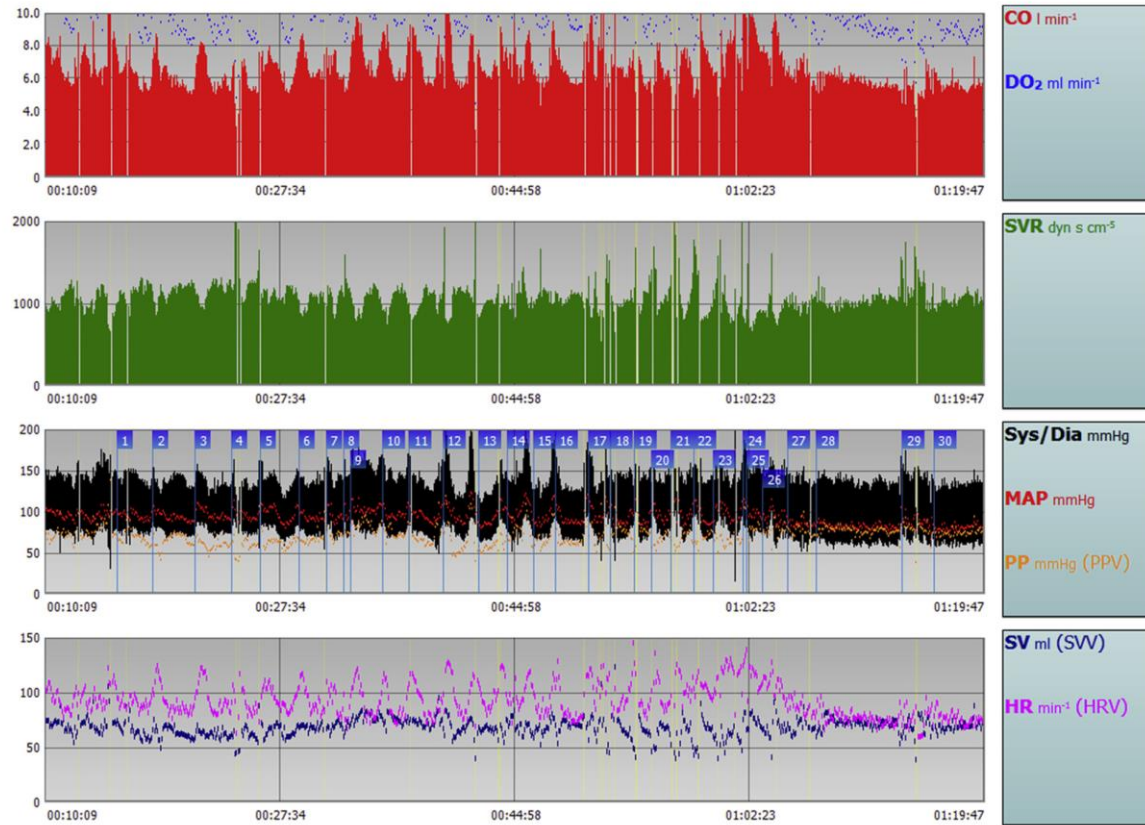 10.0
8.0
6.0
4.0
2.0
0
00:10:09 00:27:34 00:44:58 01:02:23 01:19:47
CO l min⁻¹
DO₂ ml min⁻¹
2000
1000
0
00:10:09 00:27:34 00:44:58 01:02:23 01:19:47
SVR dyn s cm⁻⁵
200
150
100
50
0
1 2 3 4 5 6 7 8 10 11 12 13 14 15 16 17 18 19 21 22 24 27 28 29 30
9 20 23 25
26
00:10:09 00:27:34 00:44:58 01:02:23 01:19:47
Sys/Dia mmHg
MAP mmHg
PP mmHg (PPV)
150
100
50
0
00:10:09 00:27:34 00:44:58 01:02:23 01:19:47
SV ml (SVV)
HR min⁻¹ (HRV)